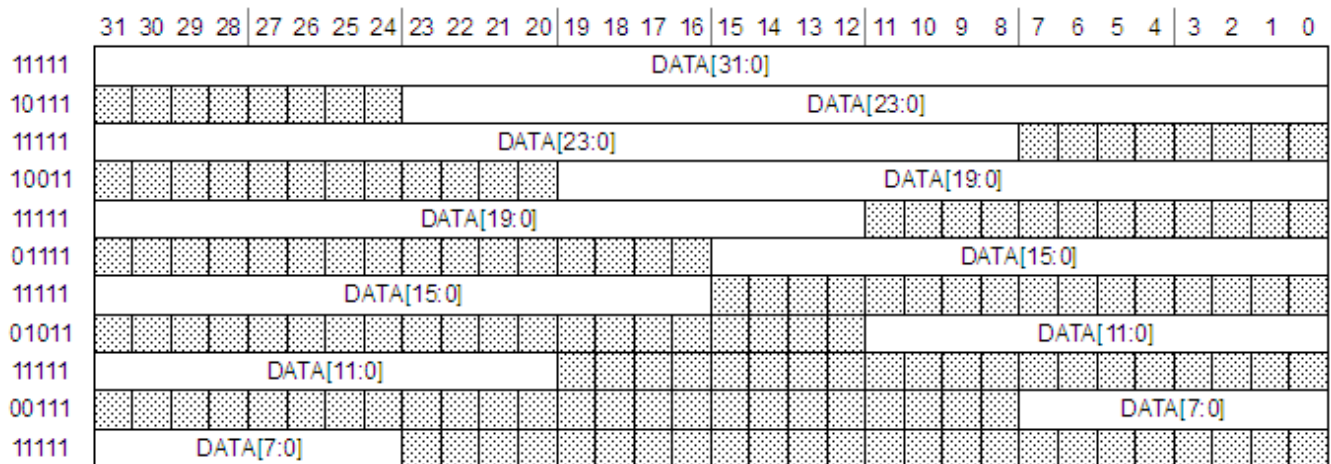 31 30 29 28 27 26 25 24 23 22 21 20 19 18 17 16 15 14 13 12 11 10 9 8 7 6 5 4 3 2 1 0
11111 DATA[31:0]
10111 DATA[23:0]
11111 DATA[23:0]
10011 DATA[19:0]
11111 DATA[19:0]
01111 DATA[15:0]
11111 DATA[15:0]
01011 DATA[11:0]
11111 DATA[11:0]
00111 DATA[7:0]
11111 DATA[7:0]